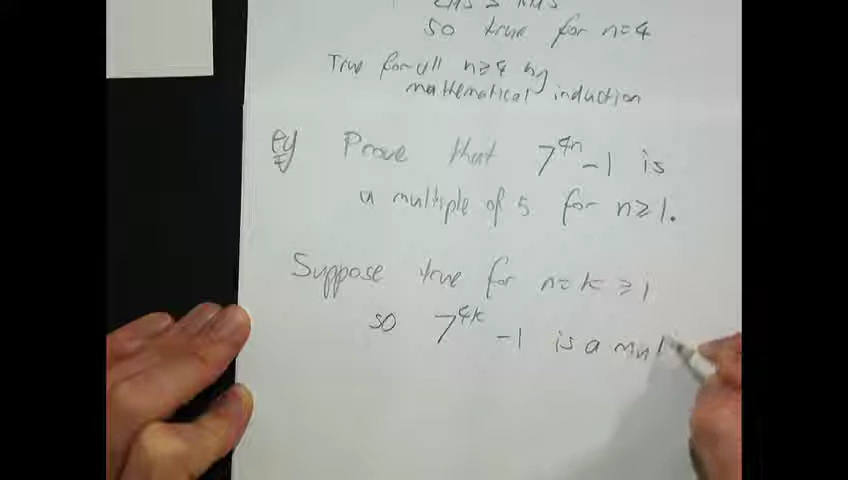 so true for n=4
True for all n≥4 by
mathematical induction
eg Prove that 7^{4n}-1 is
a multiple of 5 for n≥1.
Suppose true for n=k≥1
so 7^{4k}-1 is a mul